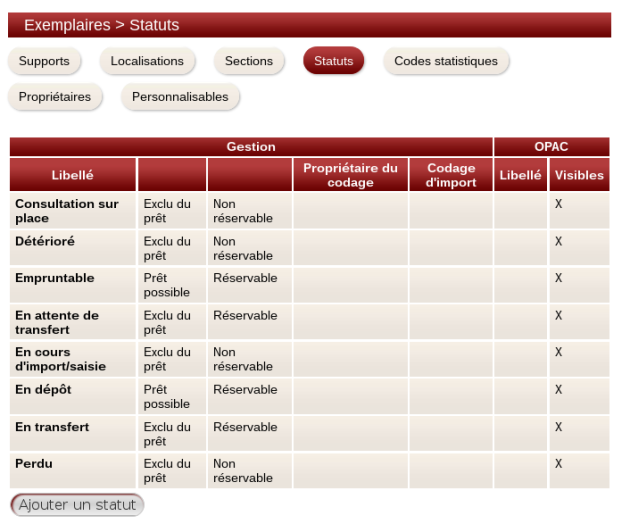 Exemplaires > Statuts
Supports Localisations Sections Statuts Codes statistiques
Propriétaires Personnalisables
Gestion OPAC
Libellé Propriétaire du codage Codage d'import Libellé Visibles
Consultation sur place Exclu du prêt Non réservable X
Détérioré Exclu du prêt Non réservable X
Empruntable Prêt possible Réservable X
En attente de transfert Exclu du prêt Réservable X
En cours d'import/saisie Exclu du prêt Non réservable X
En dépôt Prêt possible Réservable X
En transfert Exclu du prêt Réservable X
Perdu Exclu du prêt Non réservable X
Ajouter un statut